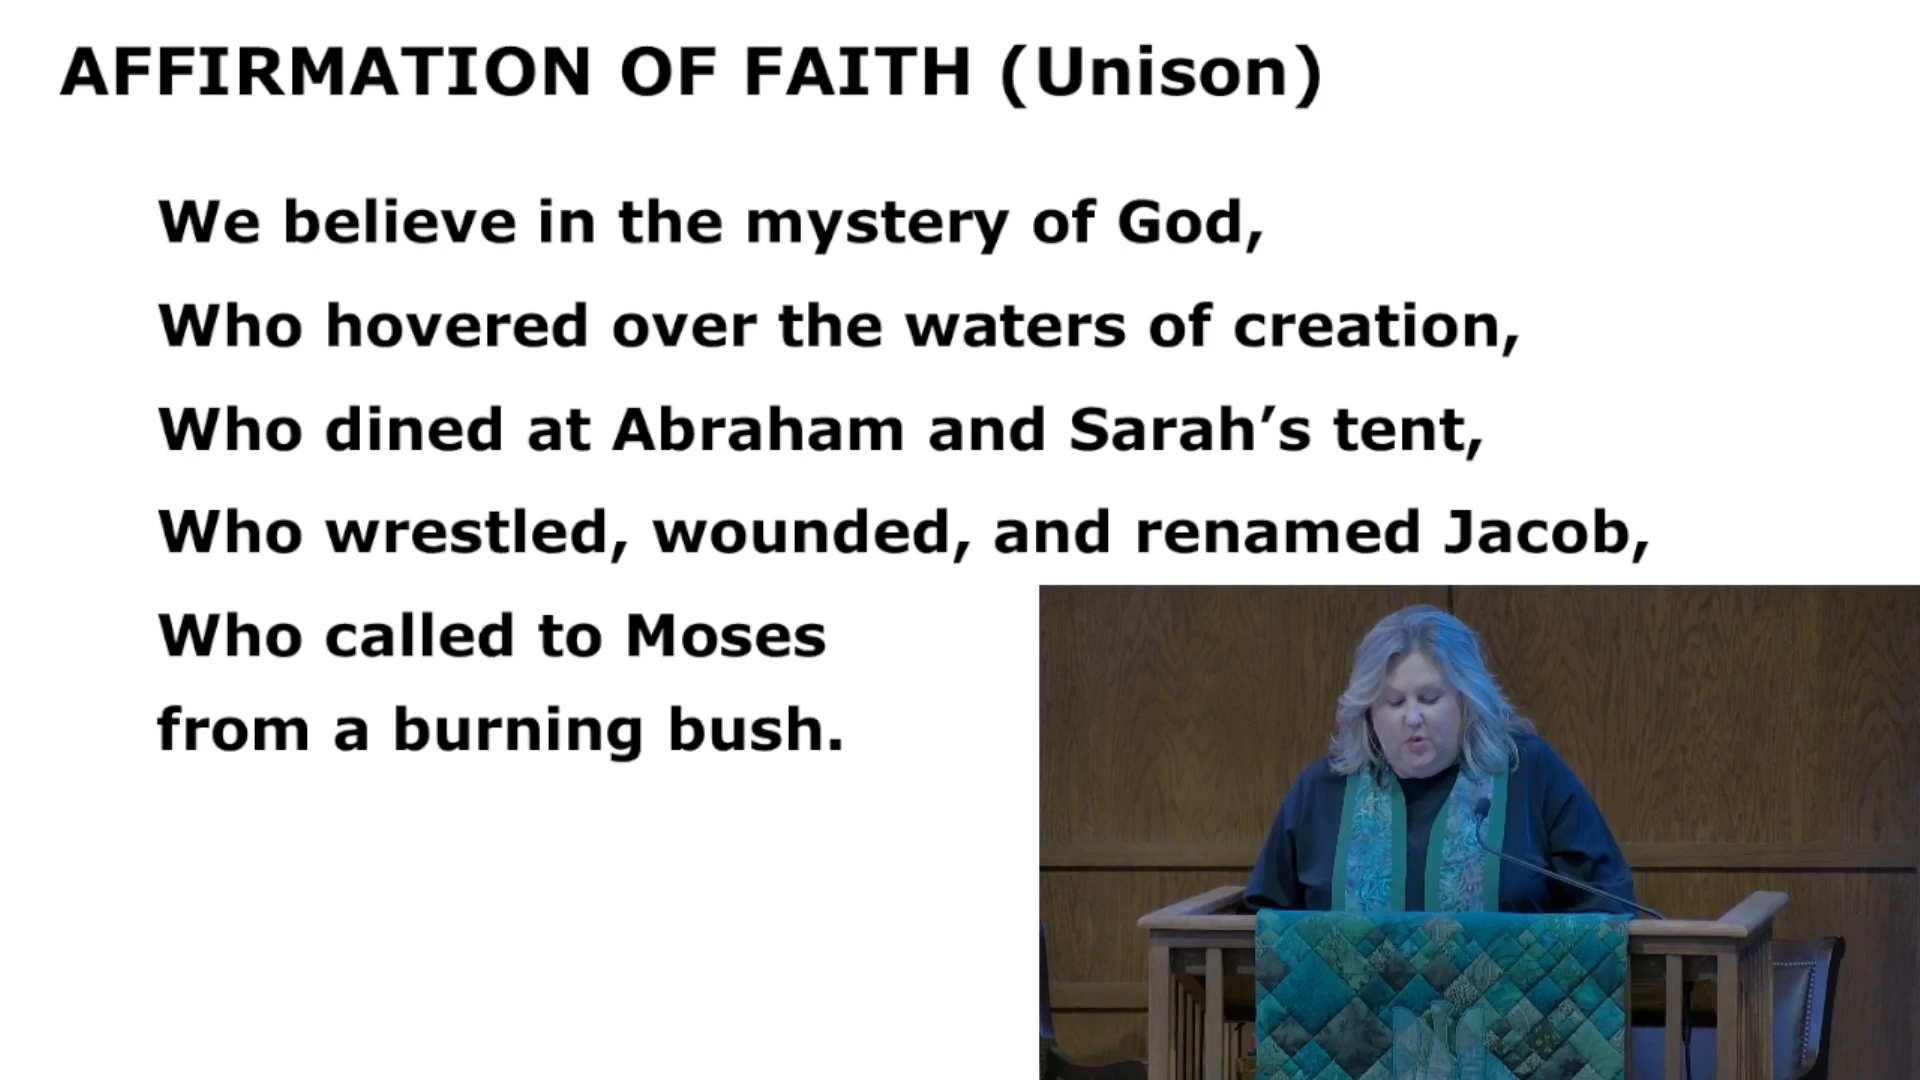 AFFIRMATION OF FAITH (Unison)
We believe in the mystery of God,
Who hovered over the waters of creation,
Who dined at Abraham and Sarah’s tent,
Who wrestled, wounded, and renamed Jacob,
Who called to Moses
from a burning bush.